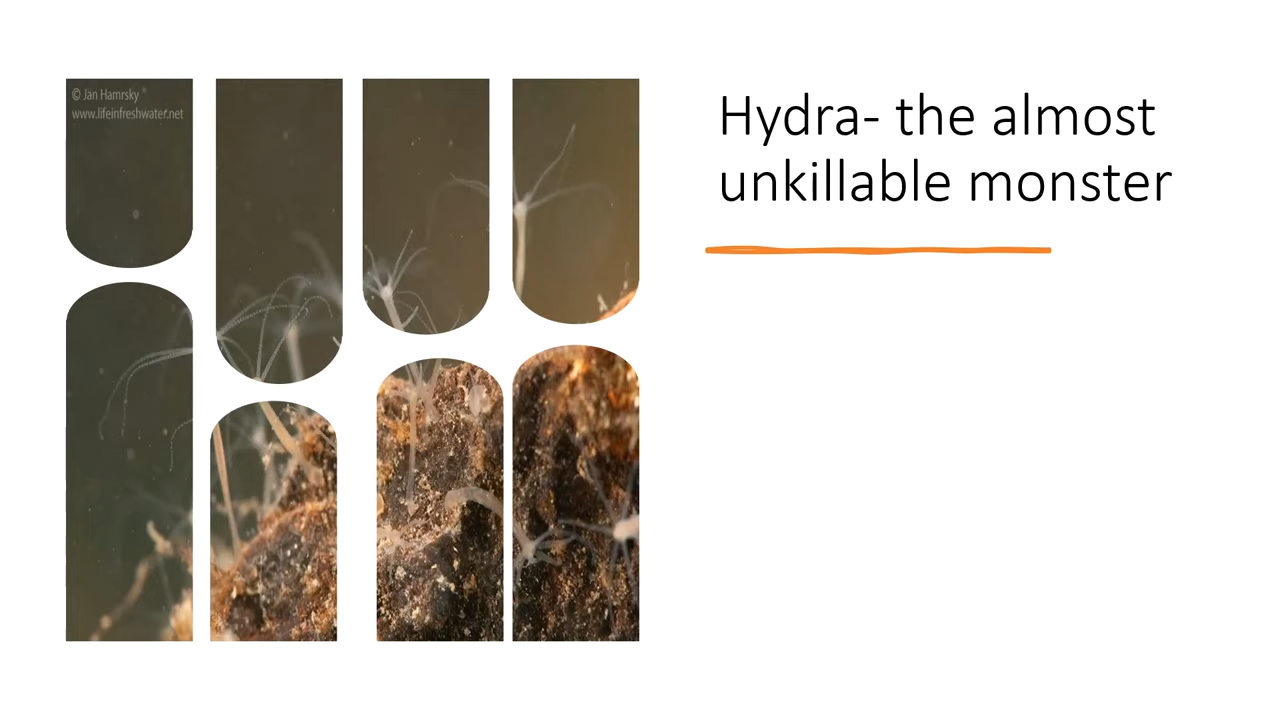 © Jan Hamrsky
www.lifeinfreshwater.net
Hydra- the almost
unkillable monster